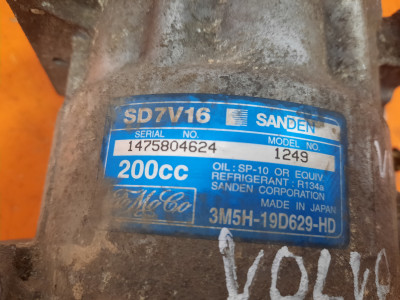 SD7V16 SANDEN
SERIAL NO. MODEL NO.
1475804624 1249
200cc
OIL: SP-10 OR EQUIV.
REFRIGERANT: R134a
SANDEN CORPORATION
MADE IN JAPAN
FoMoCo 3M5H-19D629-HD
VOLVO